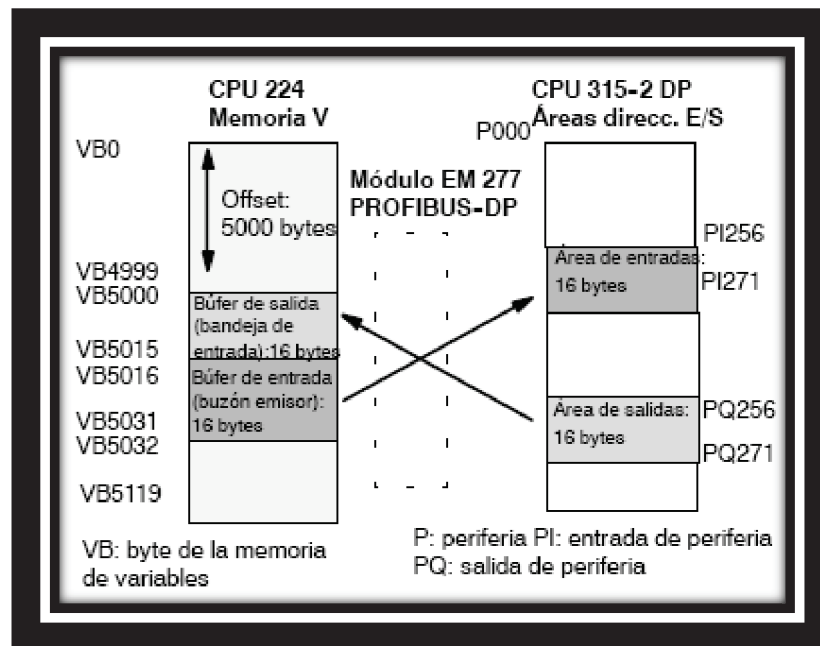 CPU 224
Memoria V
VB0
Offset:
5000 bytes
VB4999
VB5000
Búfer de salida
(bandeja de
entrada):16 bytes
VB5015
VB5016
Búfer de entrada
(buzón emisor):
16 bytes
VB5031
VB5032
VB5119
VB: byte de la memoria
de variables
Módulo EM 277
PROFIBUS-DP
CPU 315-2 DP
Áreas direcc. E/S
P000
PI256
Área de entradas:
16 bytes
PI271
Área de salidas:
16 bytes
PQ256
PQ271
P: periferia PI: entrada de periferia
PQ: salida de periferia